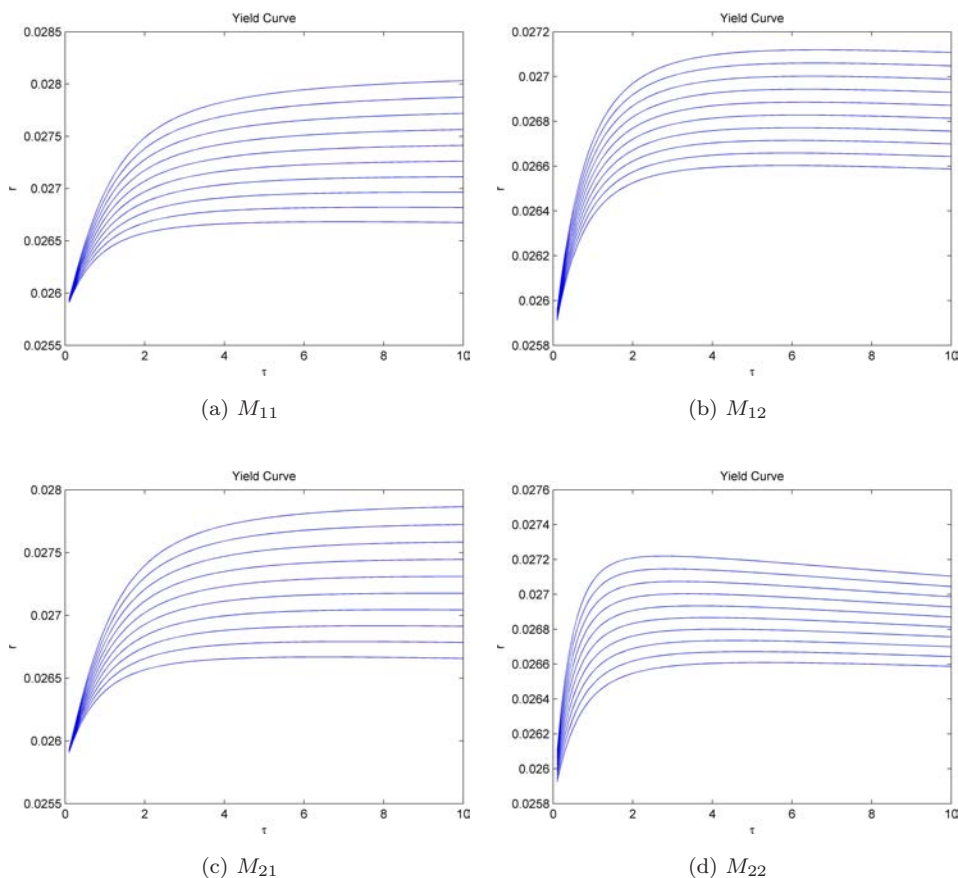 Yield Curve
0.0285
0.028
0.0275
0.027
0.0265
0.026
0.0255
r
0 2 4 6 8 10
τ
(a) M11
Yield Curve
0.0272
0.027
0.0268
0.0266
0.0264
0.0262
0.026
0.0258
r
0 2 4 6 8 10
τ
(b) M12
Yield Curve
0.028
0.0275
0.027
0.0265
0.026
0.0255
r
0 2 4 6 8 10
τ
(c) M21
Yield Curve
0.0276
0.0274
0.0272
0.027
0.0268
0.0266
0.0264
0.0262
0.026
0.0258
r
0 2 4 6 8 10
τ
(d) M22